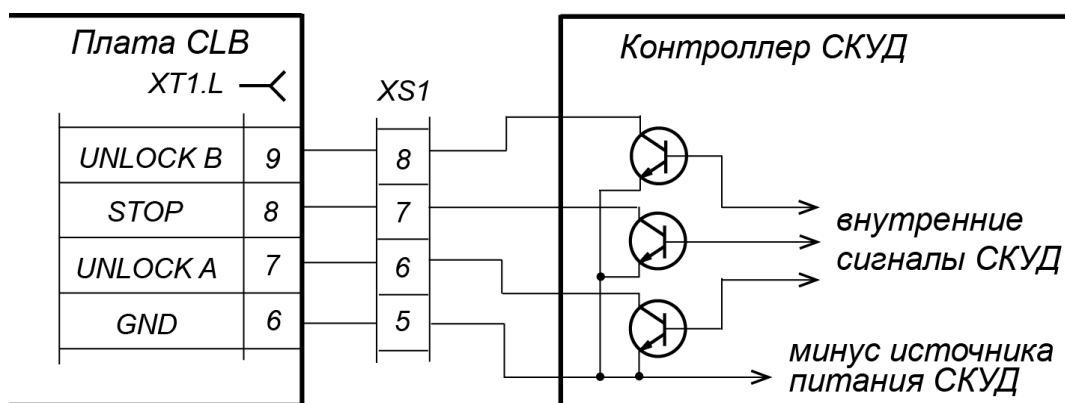 Плата CLB
XT1.L
XS1
UNLOCK B 9 8
STOP 8 7
UNLOCK A 7 6
GND 6 5
Контроллер СКУД
внутренние
сигналы СКУД
минус источника
питания СКУД